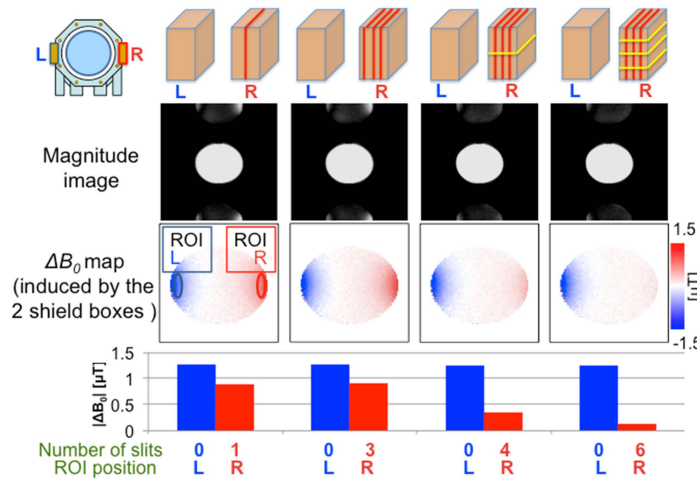 L R
L R L R L R L R
Magnitude
image
ΔB₀ map
(induced by the
2 shield boxes )
ROI
L
ROI
R
1.5
[μT]
-1.5
|ΔB₀| [μT]
1.5
1
0.5
0
Number of slits 0 1 0 3 0 4 0 6
ROI position L R L R L R L R